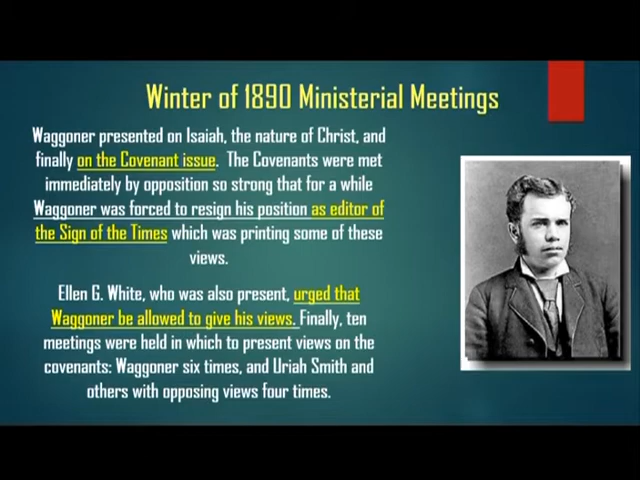 Winter of 1890 Ministerial Meetings
Waggoner presented on Isaiah, the nature of Christ, and
finally on the Covenant issue. The Covenants were met
immediately by opposition so strong that for a while
Waggoner was forced to resign his position as editor of
the Sign of the Times which was printing some of these
views.
Ellen G. White, who was also present, urged that
Waggoner be allowed to give his views. Finally, ten
meetings were held in which to present views on the
covenants: Waggoner six times, and Uriah Smith and
others with opposing views four times.